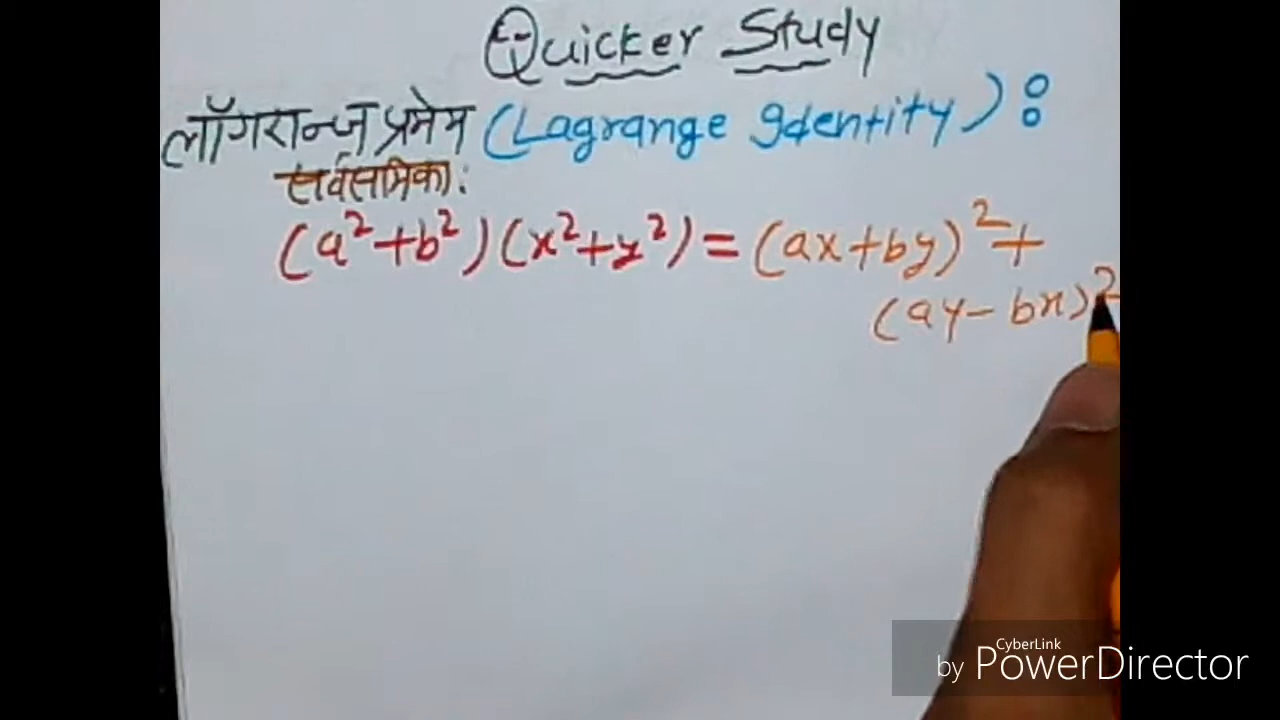 Quicker Study
लॉगरान्ज प्रमेय (Lagrange Identity) :
सर्वसमिका :
(a²+b²)(x²+y²) = (ax+by)² +
(ay-bx)²
CyberLink
by PowerDirector